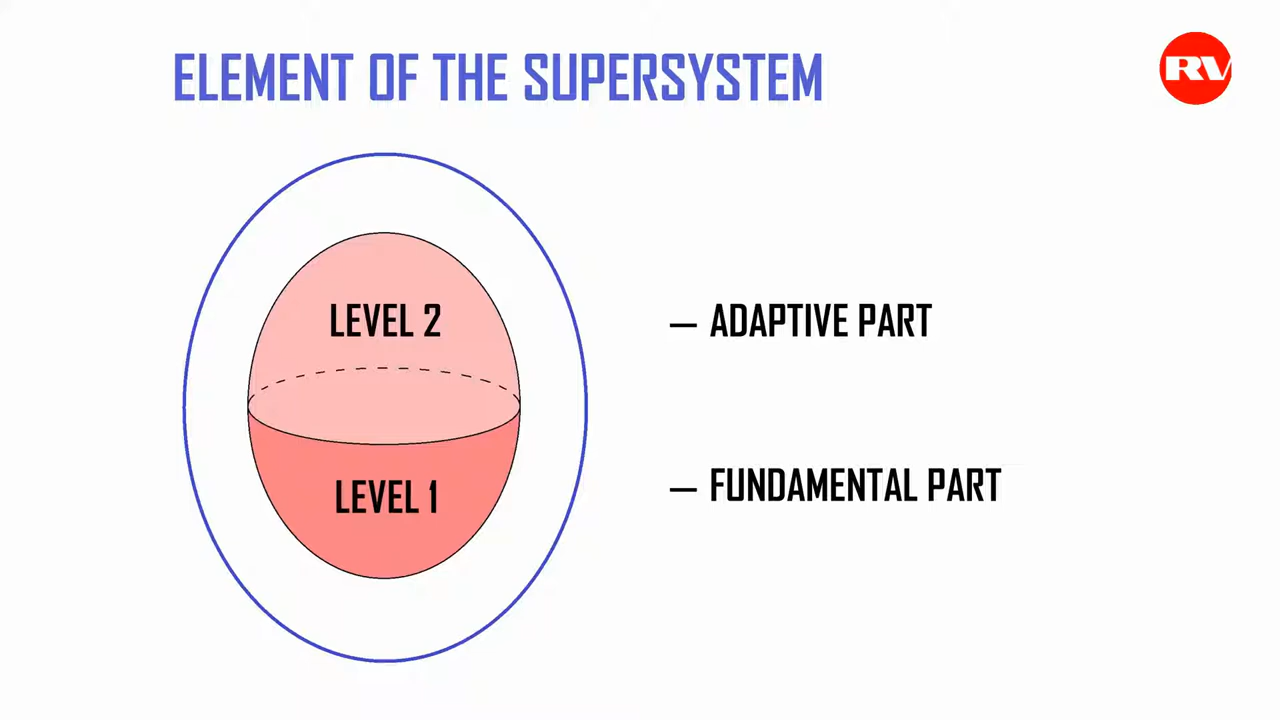 ELEMENT OF THE SUPERSYSTEM
RV
LEVEL 2
— ADAPTIVE PART
LEVEL 1
— FUNDAMENTAL PART